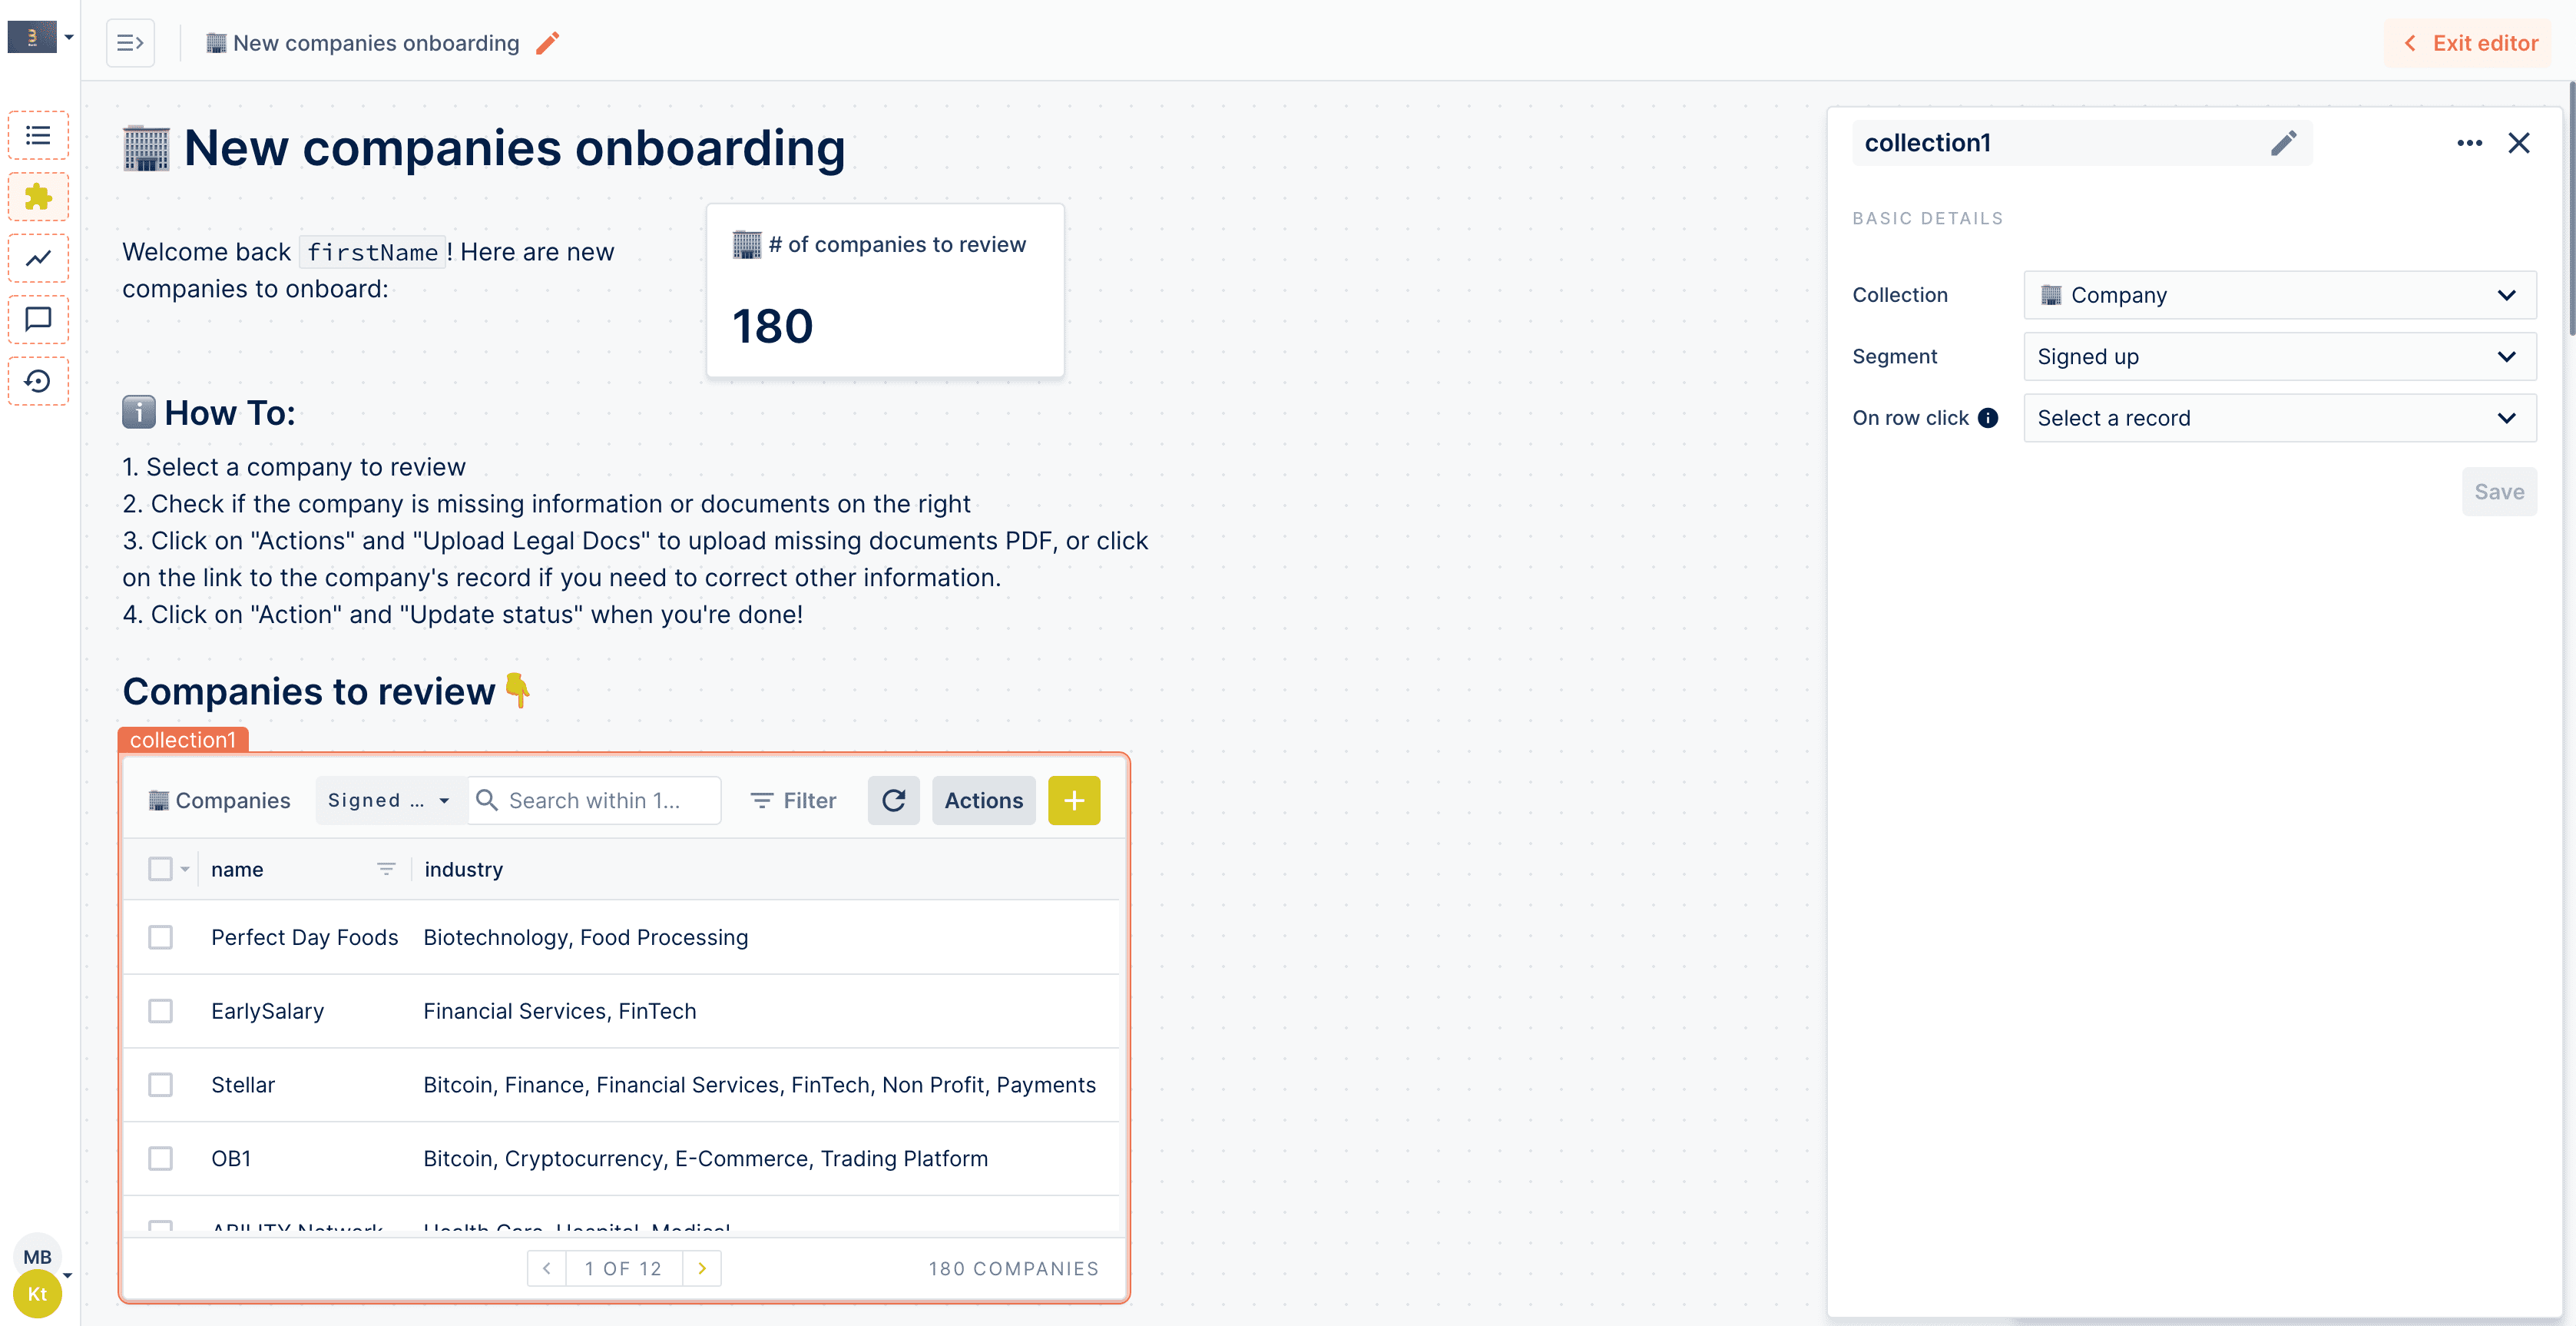 New companies onboarding
Exit editor
New companies onboarding
Welcome back firstName! Here are new
companies to onboard:
# of companies to review
180
How To:
1. Select a company to review
2. Check if the company is missing information or documents on the right
3. Click on "Actions" and "Upload Legal Docs" to upload missing documents PDF, or click
on the link to the company's record if you need to correct other information.
4. Click on "Action" and "Update status" when you're done!
Companies to review
collection1
Companies
Signed ...
Search within 1...
Filter
Actions
name
industry
Perfect Day Foods
Biotechnology, Food Processing
EarlySalary
Financial Services, FinTech
Stellar
Bitcoin, Finance, Financial Services, FinTech, Non Profit, Payments
OB1
Bitcoin, Cryptocurrency, E-Commerce, Trading Platform
ABILITY Network
Health Care, Hospital, Medical
1 OF 12
180 COMPANIES
collection1
BASIC DETAILS
Collection
Company
Segment
Signed up
On row click
Select a record
Save
MB
Kt